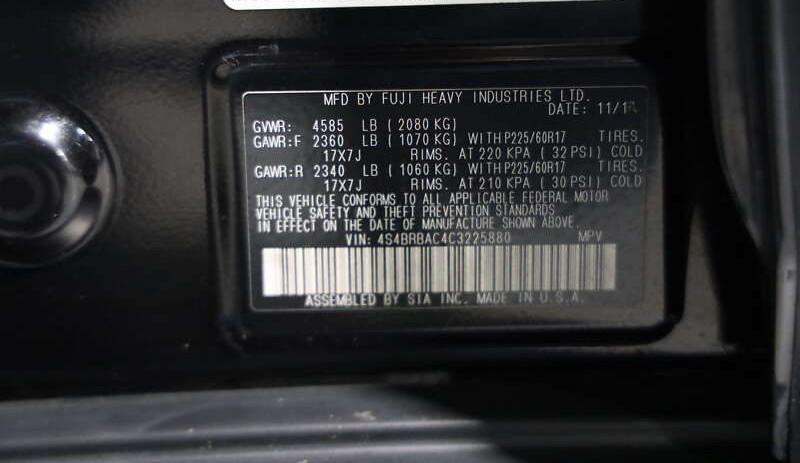 MFD BY FUJI HEAVY INDUSTRIES LTD.
DATE: 11/1
GVWR: 4585 LB ( 2080 KG)
GAWR:F 2360 LB ( 1070 KG) WITH P225/60R17 TIRES.
17X7J RIMS. AT 220 KPA ( 32 PSI) COLD
GAWR:R 2340 LB ( 1060 KG) WITH P225/60R17 TIRES.
17X7J RIMS. AT 210 KPA ( 30 PSI) COLD
THIS VEHICLE CONFORMS TO ALL APPLICABLE FEDERAL MOTOR
VEHICLE SAFETY AND THEFT PREVENTION STANDARDS
IN EFFECT ON THE DATE OF MANUFACTURE SHOWN ABOVE.
VIN: 4S4BRBAC4C3225880 MPV
ASSEMBLED BY SIA INC. MADE IN U.S.A.